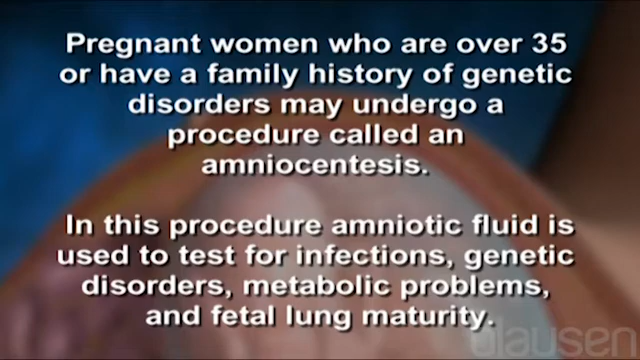 Pregnant women who are over 35
or have a family history of genetic
disorders may undergo a
procedure called an
amniocentesis.
In this procedure amniotic fluid is
used to test for infections, genetic
disorders, metabolic problems,
and fetal lung maturity.
clausen